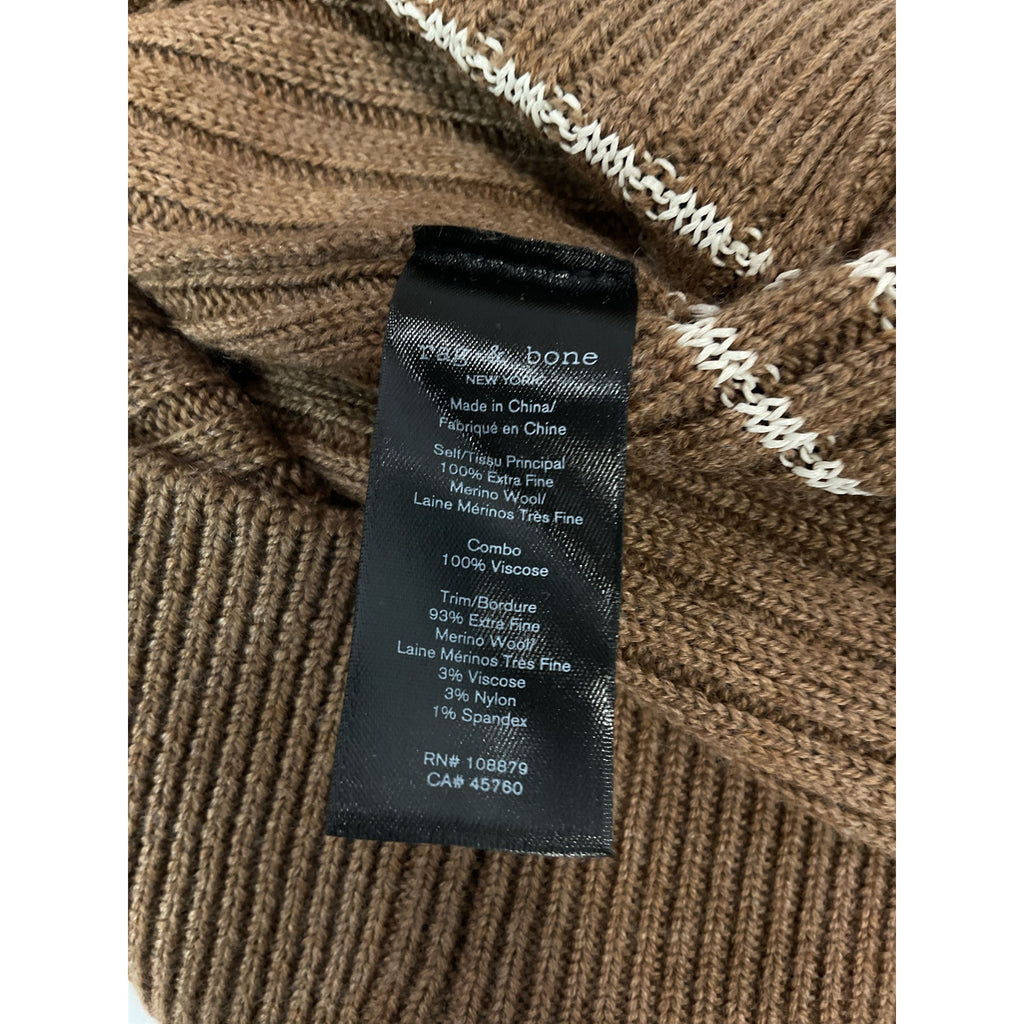 rag & bone
NEW YORK
Made in China/
Fabriqué en Chine
Self/Tissu Principal
100% Extra Fine
Merino Wool/
Laine Mérinos Très Fine
Combo
100% Viscose
Trim/Bordure
93% Extra Fine
Merino Wool/
Laine Mérinos Très Fine
3% Viscose
3% Nylon
1% Spandex
RN# 108879
CA# 45760